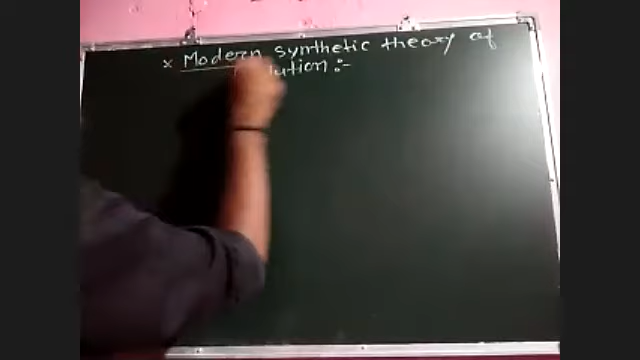 × Modern synthetic theory of
lution :-